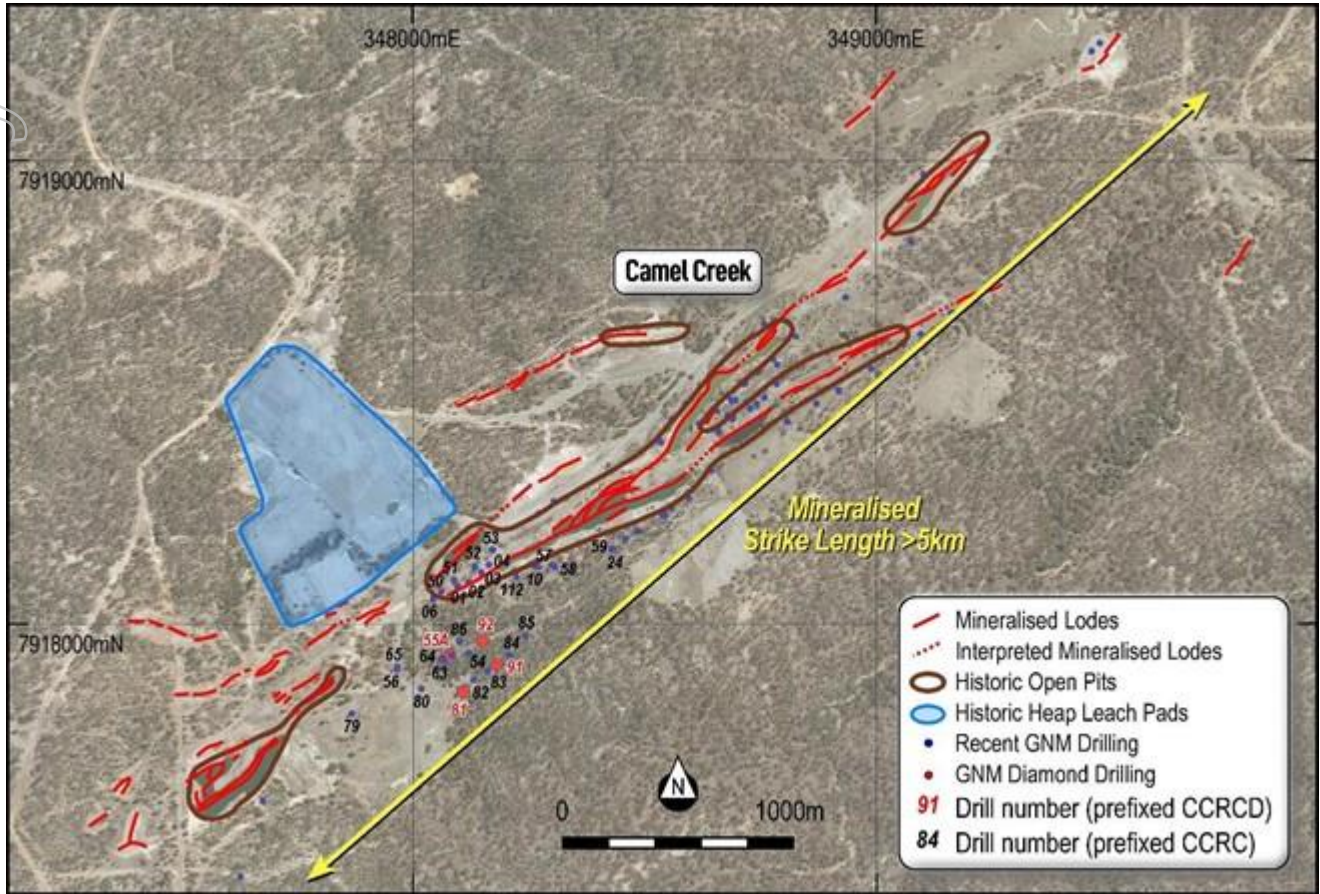 348000mE
349000mE
7919000mN
Camel Creek
Mineralised
Strike Length >5km
53
52
51
04
50
03
02
01
57
59
24
58
10
112
06
7918000mN
92
85
55A
86
84
65
64
54
91
63
83
56
82
80
81
79
N
0 1000m
Mineralised Lodes
Interpreted Mineralised Lodes
Historic Open Pits
Historic Heap Leach Pads
Recent GNM Drilling
GNM Diamond Drilling
91 Drill number (prefixed CCRCD)
84 Drill number (prefixed CCRC)